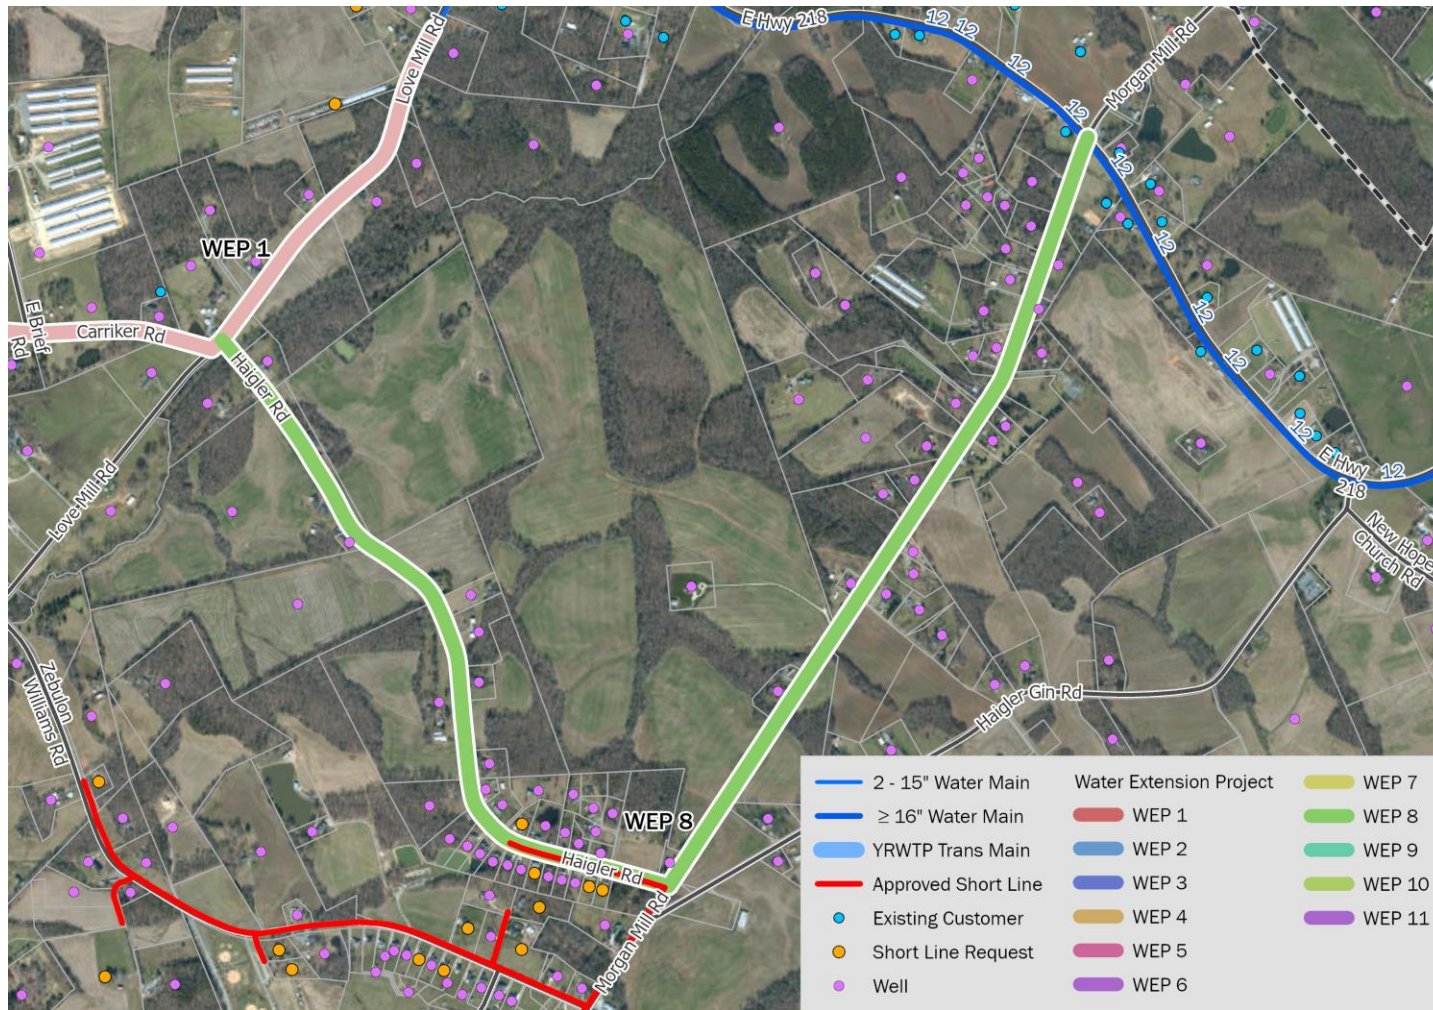 E Hwy 218
12
12
12
Morgan Mill Rd
Love Mill Rd
12
12
12
WEP 1
E Brief
Rd
Carriker Rd
Haigler Rd
12
12
12
12
E Hwy
218
Love Mill Rd
New Hope
Church Rd
Zebulon
Williams Rd
Haigler Gin Rd
WEP 8
Haigler Rd
Morgan Mill Rd
2 - 15" Water Main
≥ 16" Water Main
YRWTP Trans Main
Approved Short Line
Existing Customer
Short Line Request
Well
Water Extension Project
WEP 1
WEP 2
WEP 3
WEP 4
WEP 5
WEP 6
WEP 7
WEP 8
WEP 9
WEP 10
WEP 11